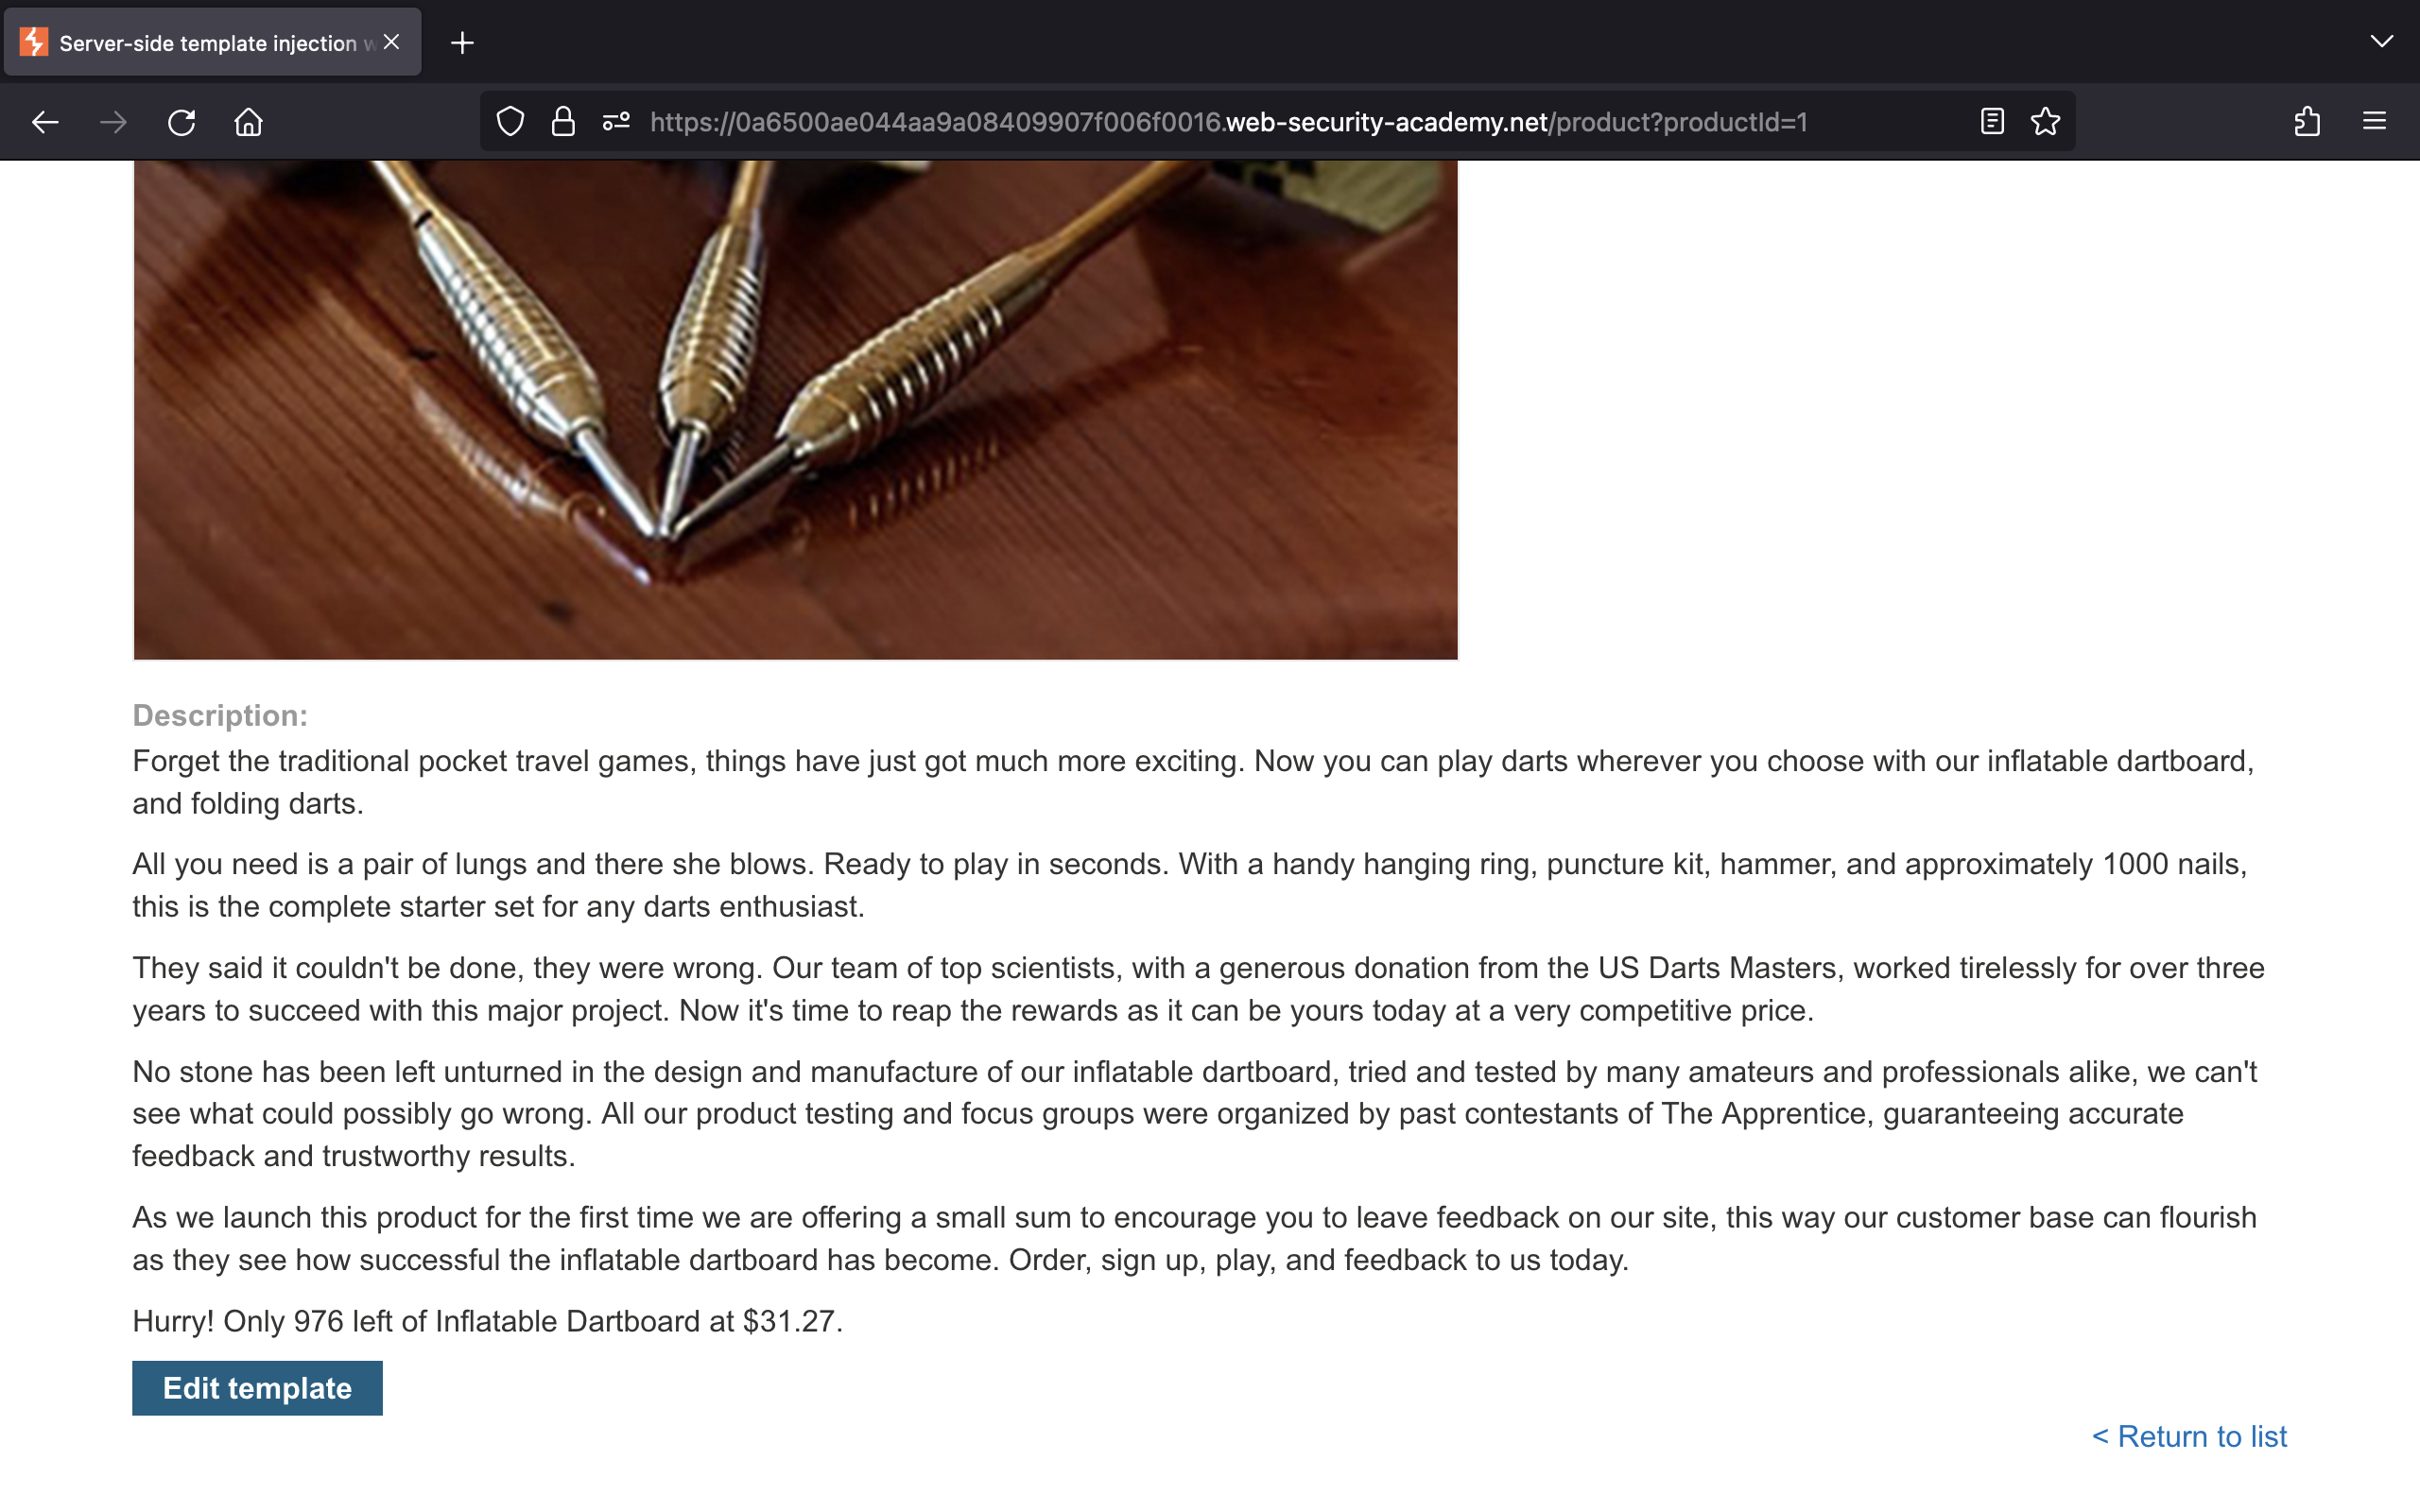 Server-side template injection w
https://0a6500ae044aa9a08409907f006f0016.web-security-academy.net/product?productId=1
Description:
Forget the traditional pocket travel games, things have just got much more exciting. Now you can play darts wherever you choose with our inflatable dartboard,
and folding darts.
All you need is a pair of lungs and there she blows. Ready to play in seconds. With a handy hanging ring, puncture kit, hammer, and approximately 1000 nails,
this is the complete starter set for any darts enthusiast.
They said it couldn't be done, they were wrong. Our team of top scientists, with a generous donation from the US Darts Masters, worked tirelessly for over three
years to succeed with this major project. Now it's time to reap the rewards as it can be yours today at a very competitive price.
No stone has been left unturned in the design and manufacture of our inflatable dartboard, tried and tested by many amateurs and professionals alike, we can't
see what could possibly go wrong. All our product testing and focus groups were organized by past contestants of The Apprentice, guaranteeing accurate
feedback and trustworthy results.
As we launch this product for the first time we are offering a small sum to encourage you to leave feedback on our site, this way our customer base can flourish
as they see how successful the inflatable dartboard has become. Order, sign up, play, and feedback to us today.
Hurry! Only 976 left of Inflatable Dartboard at $31.27.
Edit template
< Return to list